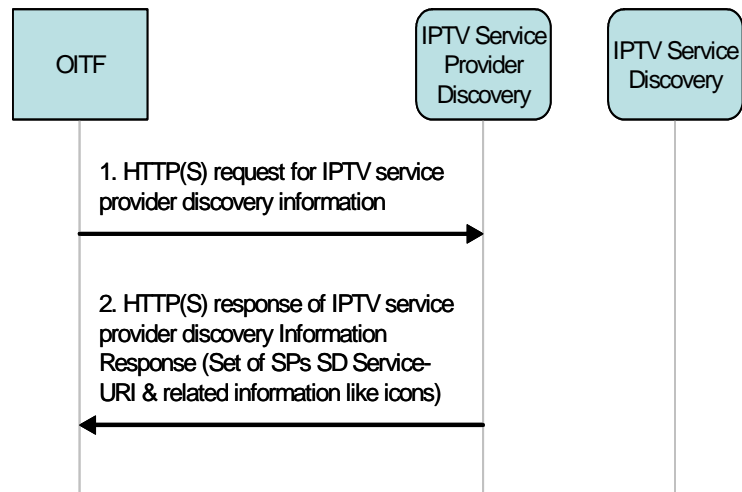 OITF
IPTV Service
Provider
Discovery
IPTV Service
Discovery
1. HTTP(S) request for IPTV service
provider discovery information
2. HTTP(S) response of IPTV service
provider discovery Information
Response (Set of SPs SD Service-
URI & related information like icons)